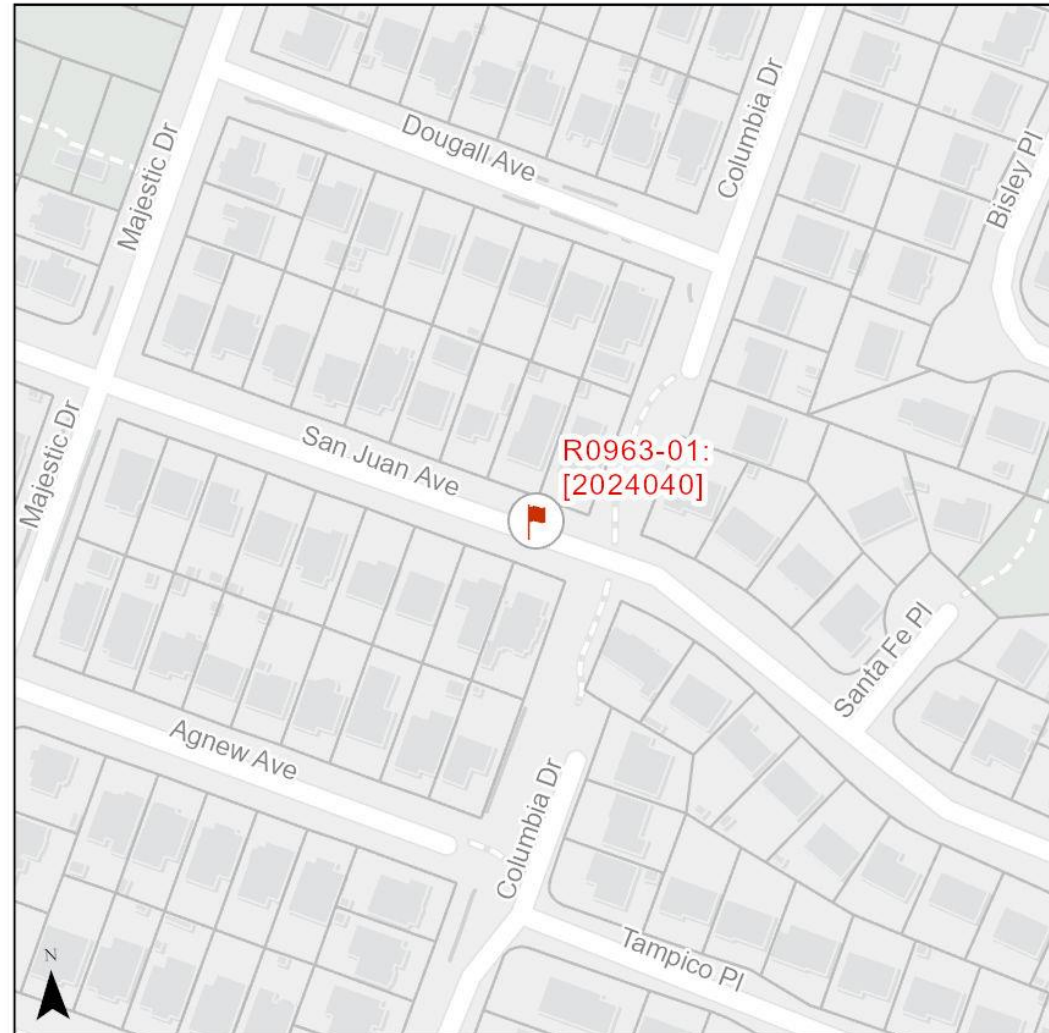 Dougall Ave
Columbia Dr
Majestic Dr
Bisley Pl
San Juan Ave
Majestic Dr
R0963-01:
[2024040]
Santa Fe Pl
Agnew Ave
Columbia Dr
Tampico Pl
N